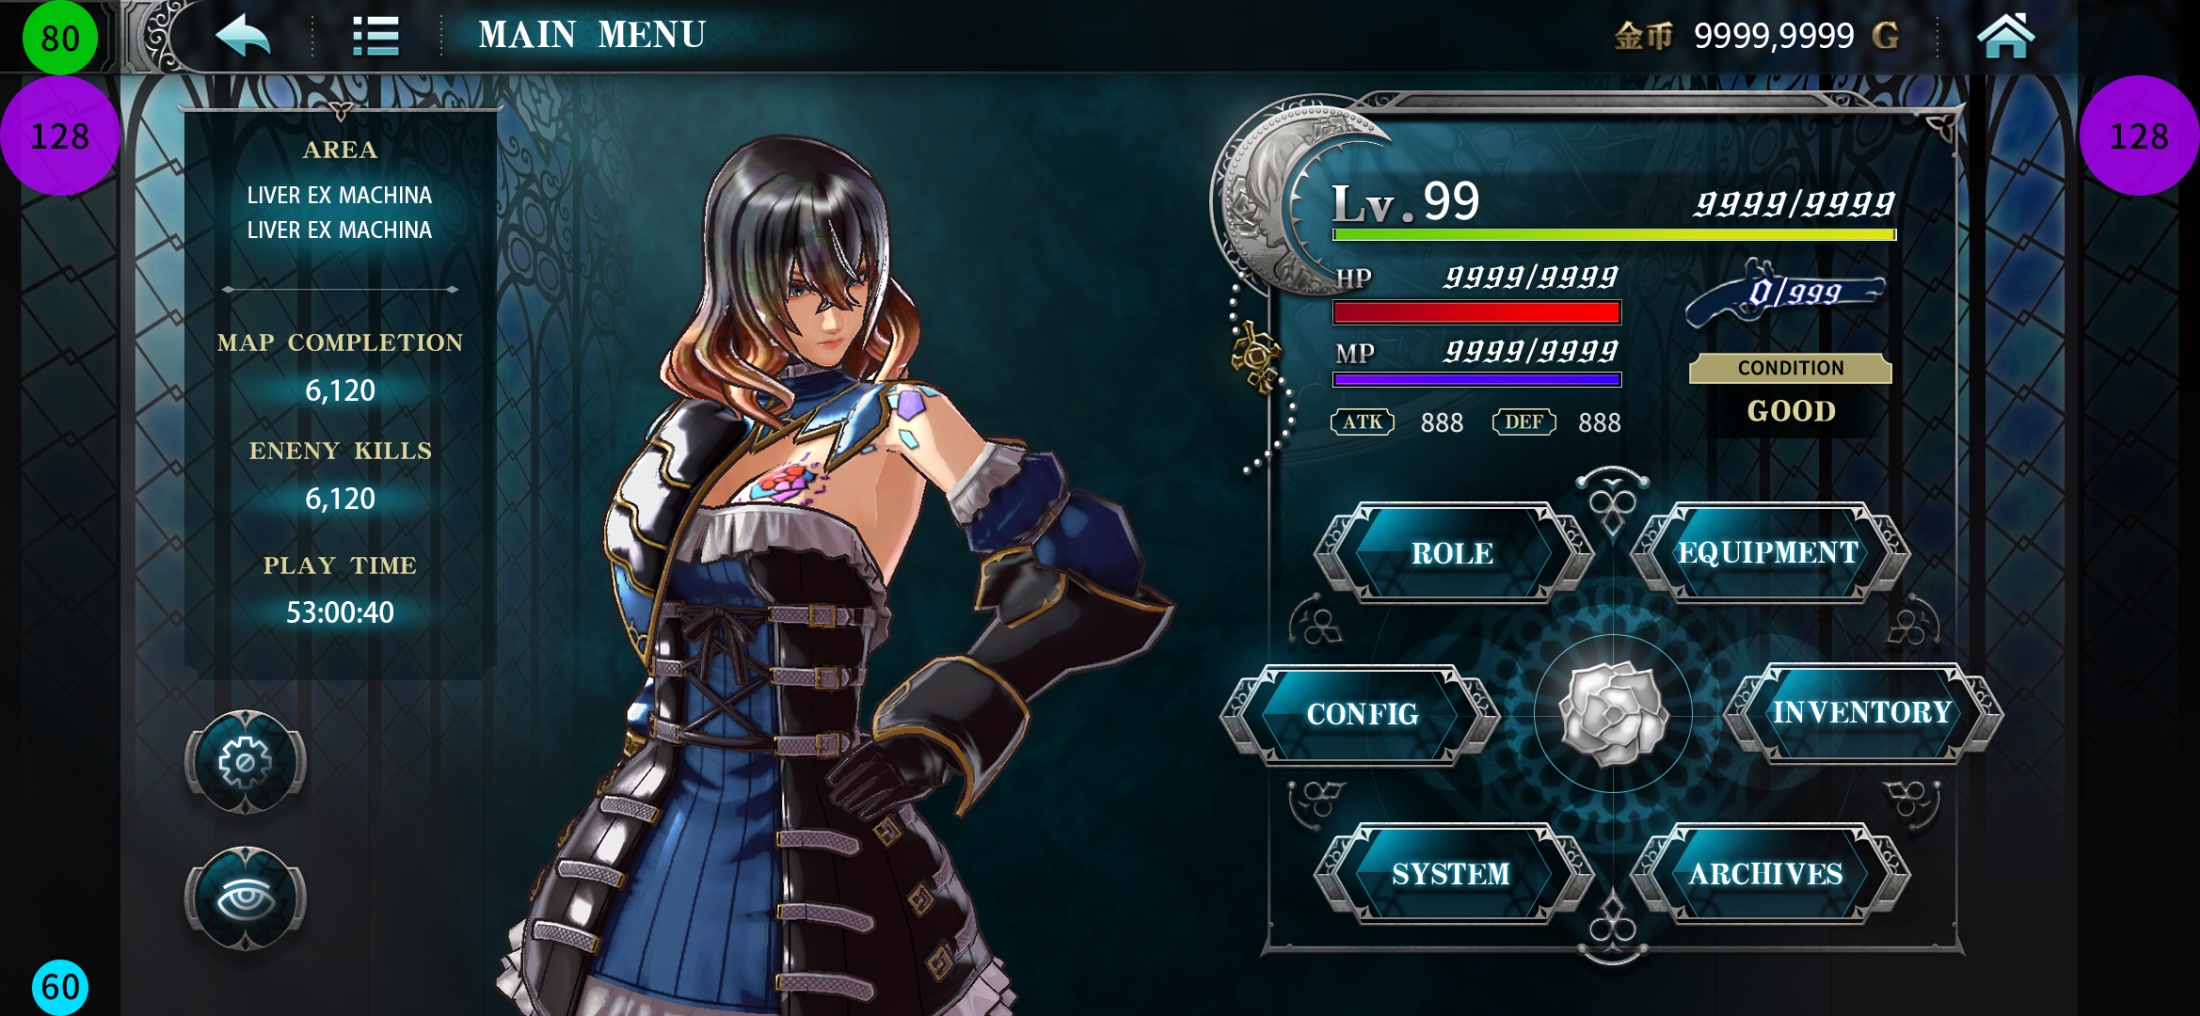 80
MAIN MENU
金币 9999,9999 G
128
128
AREA
LIVER EX MACHINA
LIVER EX MACHINA
MAP COMPLETION
6,120
ENENY KILLS
6,120
PLAY TIME
53:00:40
Lv.99
9999/9999
HP 9999/9999
0/999
MP 9999/9999
CONDITION
GOOD
ATK 888 DEF 888
ROLE
EQUIPMENT
CONFIG
INVENTORY
SYSTEM
ARCHIVES
60